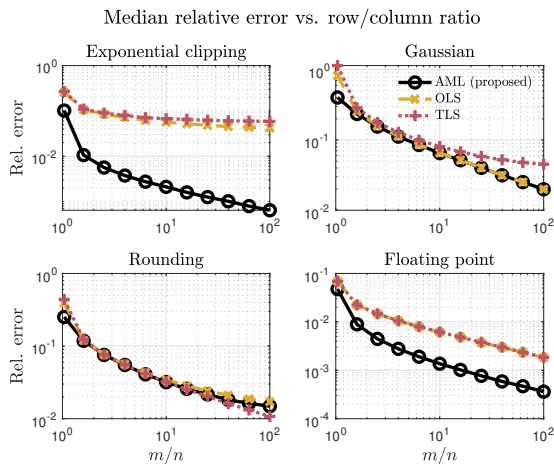 Median relative error vs. row/column ratio
Exponential clipping
Gaussian
Rel. error
10^0
10^-2
10^0
10^1
10^2
10^0
10^-1
10^-2
10^0
10^1
10^2
AML (proposed)
OLS
TLS
Rounding
Floating point
Rel. error
10^0
10^-1
10^-2
10^0
10^1
10^2
m/n
10^-1
10^-2
10^-3
10^-4
10^0
10^1
10^2
m/n